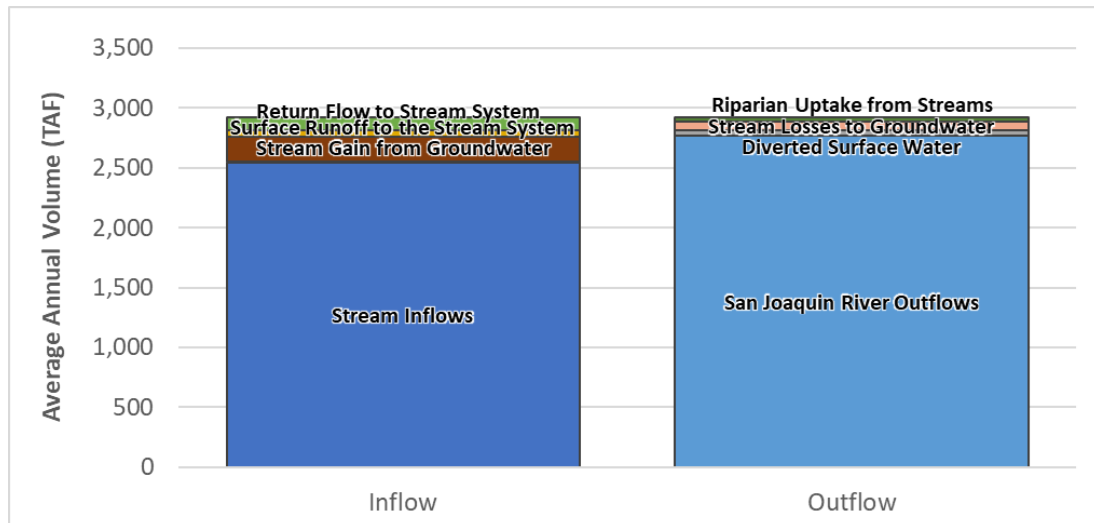 Average Annual Volume (TAF)
3,500
3,000
2,500
2,000
1,500
1,000
500
0
Return Flow to Stream System
Surface Runoff to the Stream System
Stream Gain from Groundwater
Stream Inflows
Riparian Uptake from Streams
Stream Losses to Groundwater
Diverted Surface Water
San Joaquin River Outflows
Inflow
Outflow